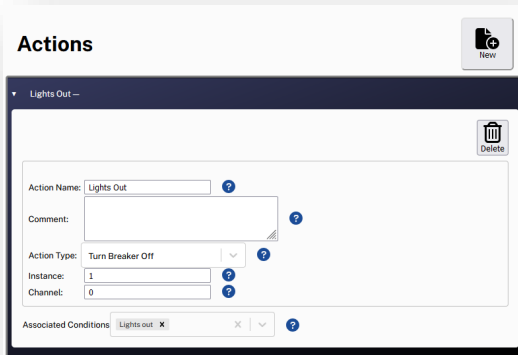 Actions
New
Lights Out —
Delete
Action Name: Lights Out
Comment:
Action Type: Turn Breaker Off
Instance: 1
Channel: 0
Associated Conditions Lights out x